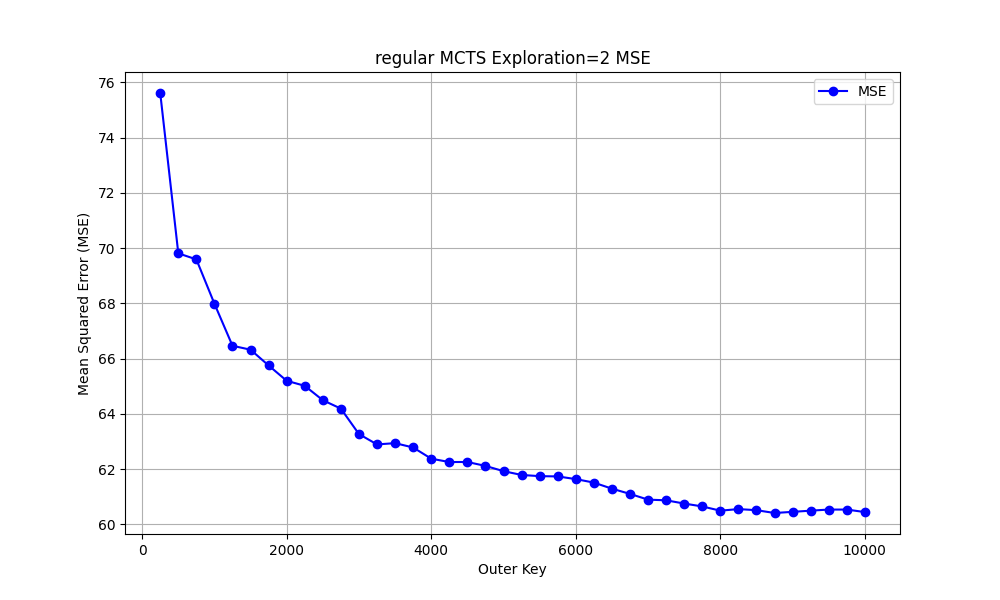 regular MCTS Exploration=2 MSE
MSE
Mean Squared Error (MSE)
76
74
72
70
68
66
64
62
60
0 2000 4000 6000 8000 10000
Outer Key